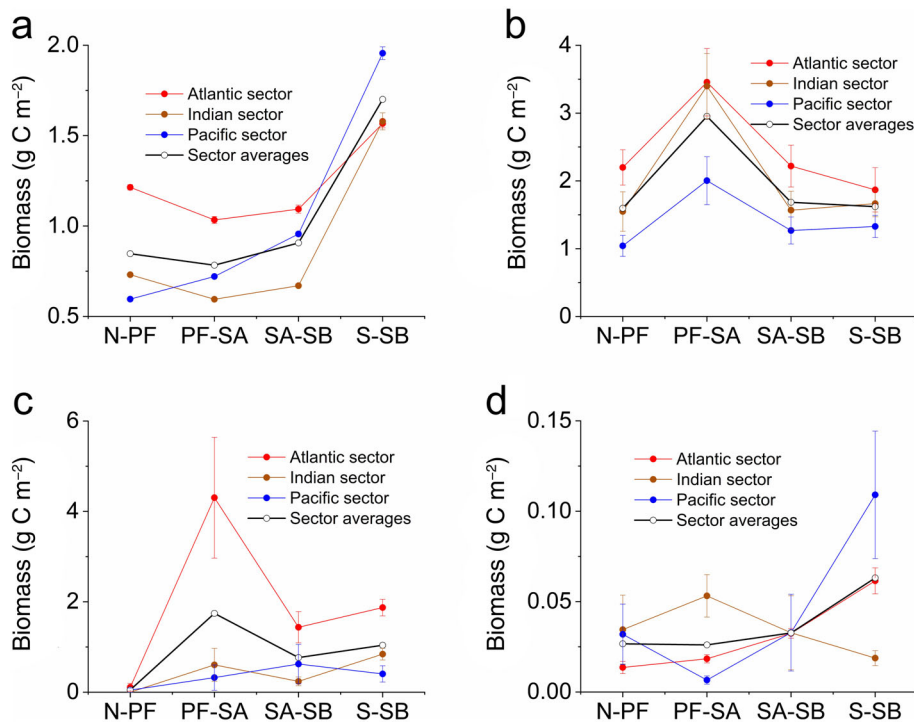 a
2.0
1.5
1.0
0.5
Biomass (g C m⁻²)
Atlantic sector
Indian sector
Pacific sector
Sector averages
N-PF PF-SA SA-SB S-SB
b
4
3
2
1
0
Biomass (g C m⁻²)
Atlantic sector
Indian sector
Pacific sector
Sector averages
N-PF PF-SA SA-SB S-SB
c
6
4
2
0
Biomass (g C m⁻²)
Atlantic sector
Indian sector
Pacific sector
Sector averages
N-PF PF-SA SA-SB S-SB
d
0.15
0.10
0.05
0.00
Biomass (g C m⁻²)
Atlantic sector
Indian sector
Pacific sector
Sector averages
N-PF PF-SA SA-SB S-SB